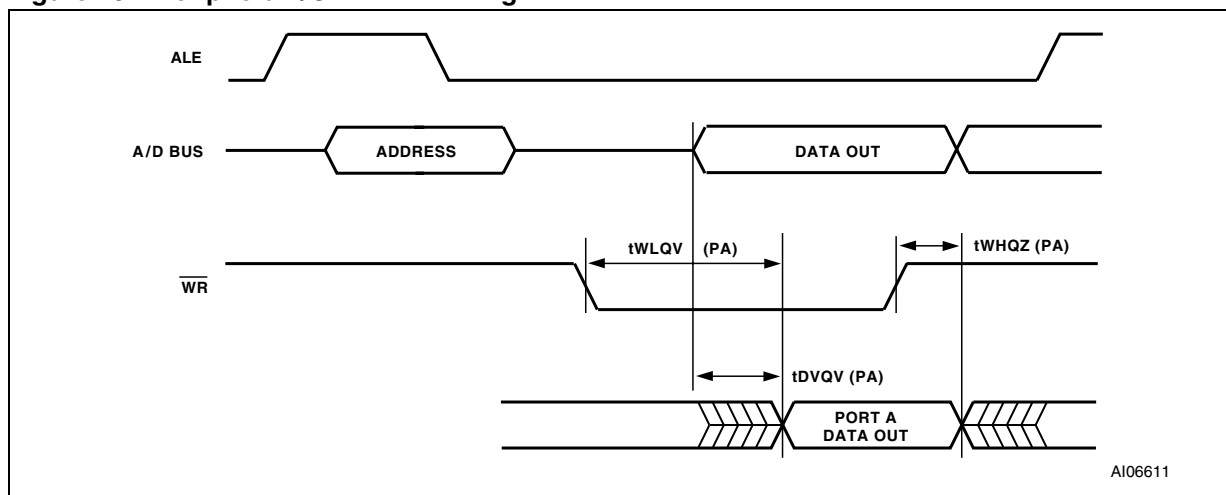 ALE
A/D BUS
ADDRESS
DATA OUT
tWLQV (PA)
tWHQZ (PA)
WR
tDVQV (PA)
PORT A
DATA OUT
AI06611